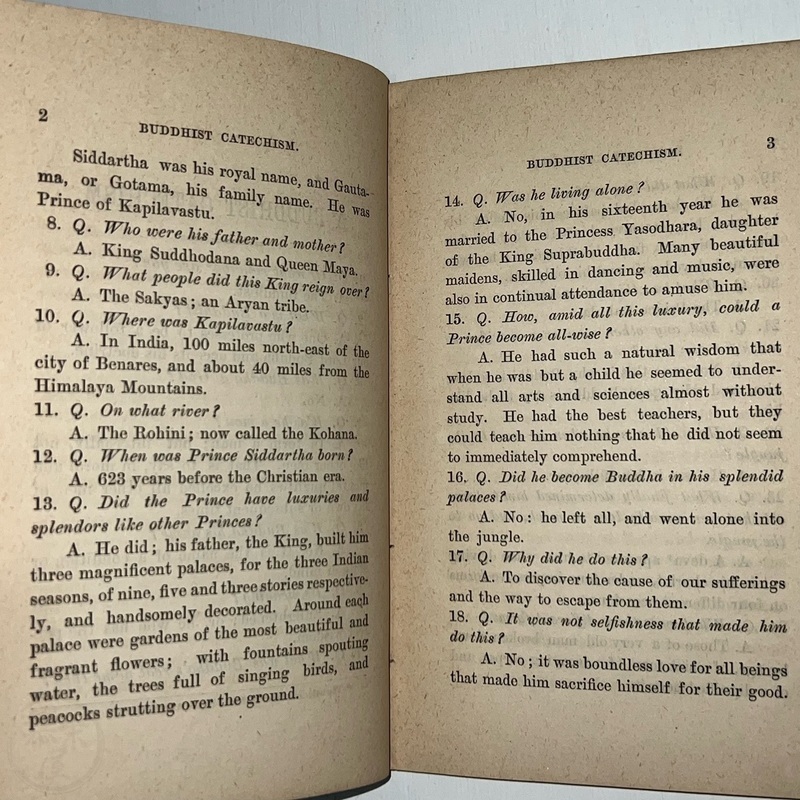 2
BUDDHIST CATECHISM.
Siddartha was his royal name, and Gauta-
ma, or Gotama, his family name. He was
Prince of Kapilavastu.
8. Q. Who were his father and mother?
A. King Suddhodana and Queen Maya.
9. Q. What people did this King reign over?
A. The Sakyas; an Aryan tribe.
10. Q. Where was Kapilavastu?
A. In India, 100 miles north-east of the
city of Benares, and about 40 miles from the
Himalaya Mountains.
11. Q. On what river?
A. The Rohini; now called the Kohana.
12. Q. When was Prince Siddartha born?
A. 623 years before the Christian era.
13. Q. Did the Prince have luxuries and
splendors like other Princes?
A. He did; his father, the King, built him
three magnificent palaces, for the three Indian
seasons, of nine, five and three stories respective-
ly, and handsomely decorated. Around each
palace were gardens of the most beautiful and
fragrant flowers; with fountains spouting
water, the trees full of singing birds, and
peacocks strutting over the ground.
BUDDHIST CATECHISM.
3
14. Q. Was he living alone?
A. No, in his sixteenth year he was
married to the Princess Yasodhara, daughter
of the King Suprabuddha. Many beautiful
maidens, skilled in dancing and music, were
also in continual attendance to amuse him.
15. Q. How, amid all this luxury, could a
Prince become all-wise?
A. He had such a natural wisdom that
when he was but a child he seemed to under-
stand all arts and sciences almost without
study. He had the best teachers, but they
could teach him nothing that he did not seem
to immediately comprehend.
16. Q. Did he become Buddha in his splendid
palaces?
A. No: he left all, and went alone into
the jungle.
17. Q. Why did he do this?
A. To discover the cause of our sufferings
and the way to escape from them.
18. Q. It was not selfishness that made him
do this?
A. No; it was boundless love for all beings
that made him sacrifice himself for their good.